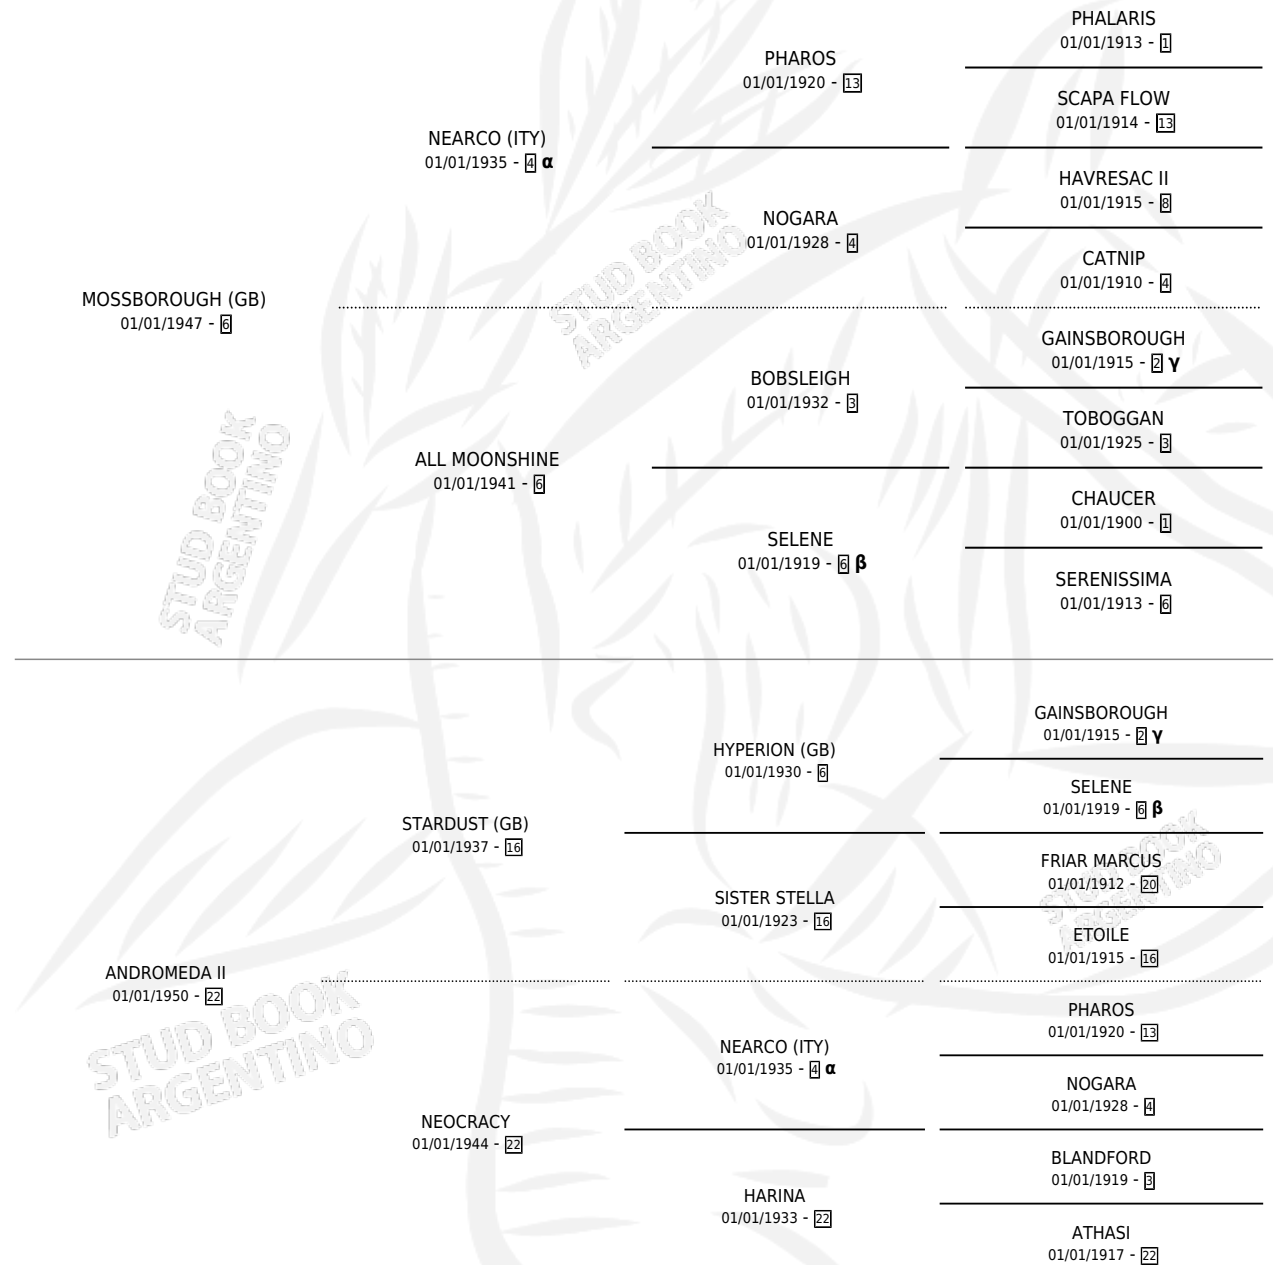 PHALARIS
01/01/1913 - 1
PHAROS
01/01/1920 - 13
SCAPA FLOW
01/01/1914 - 13
NEARCO (ITY)
01/01/1935 - 4 α
HAVRESAC II
01/01/1915 - 8
NOGARA
01/01/1928 - 4
CATNIP
01/01/1910 - 4
MOSSBOROUGH (GB)
01/01/1947 - 6
GAINSBOROUGH
01/01/1915 - 2 γ
BOBSLEIGH
01/01/1932 - 3
TOBOGGAN
01/01/1925 - 3
ALL MOONSHINE
01/01/1941 - 6
CHAUCER
01/01/1900 - 1
SELENE
01/01/1919 - 6 β
SERENISSIMA
01/01/1913 - 6
GAINSBOROUGH
01/01/1915 - 2 γ
HYPERION (GB)
01/01/1930 - 6
SELENE
01/01/1919 - 6 β
STARDUST (GB)
01/01/1937 - 16
FRIAR MARCUS
01/01/1912 - 20
SISTER STELLA
01/01/1923 - 16
ETOILE
01/01/1915 - 16
ANDROMEDA II
01/01/1950 - 22
PHAROS
01/01/1920 - 13
NEARCO (ITY)
01/01/1935 - 4 α
NOGARA
01/01/1928 - 4
NEOCRACY
01/01/1944 - 22
BLANDFORD
01/01/1919 - 3
HARINA
01/01/1933 - 22
ATHASI
01/01/1917 - 22
STUD BOOK
ARGENTINO
STUD BOOK
ARGENTINO
STUD BOOK
ARGENTINO
STUD BOOK
ARGENTINO